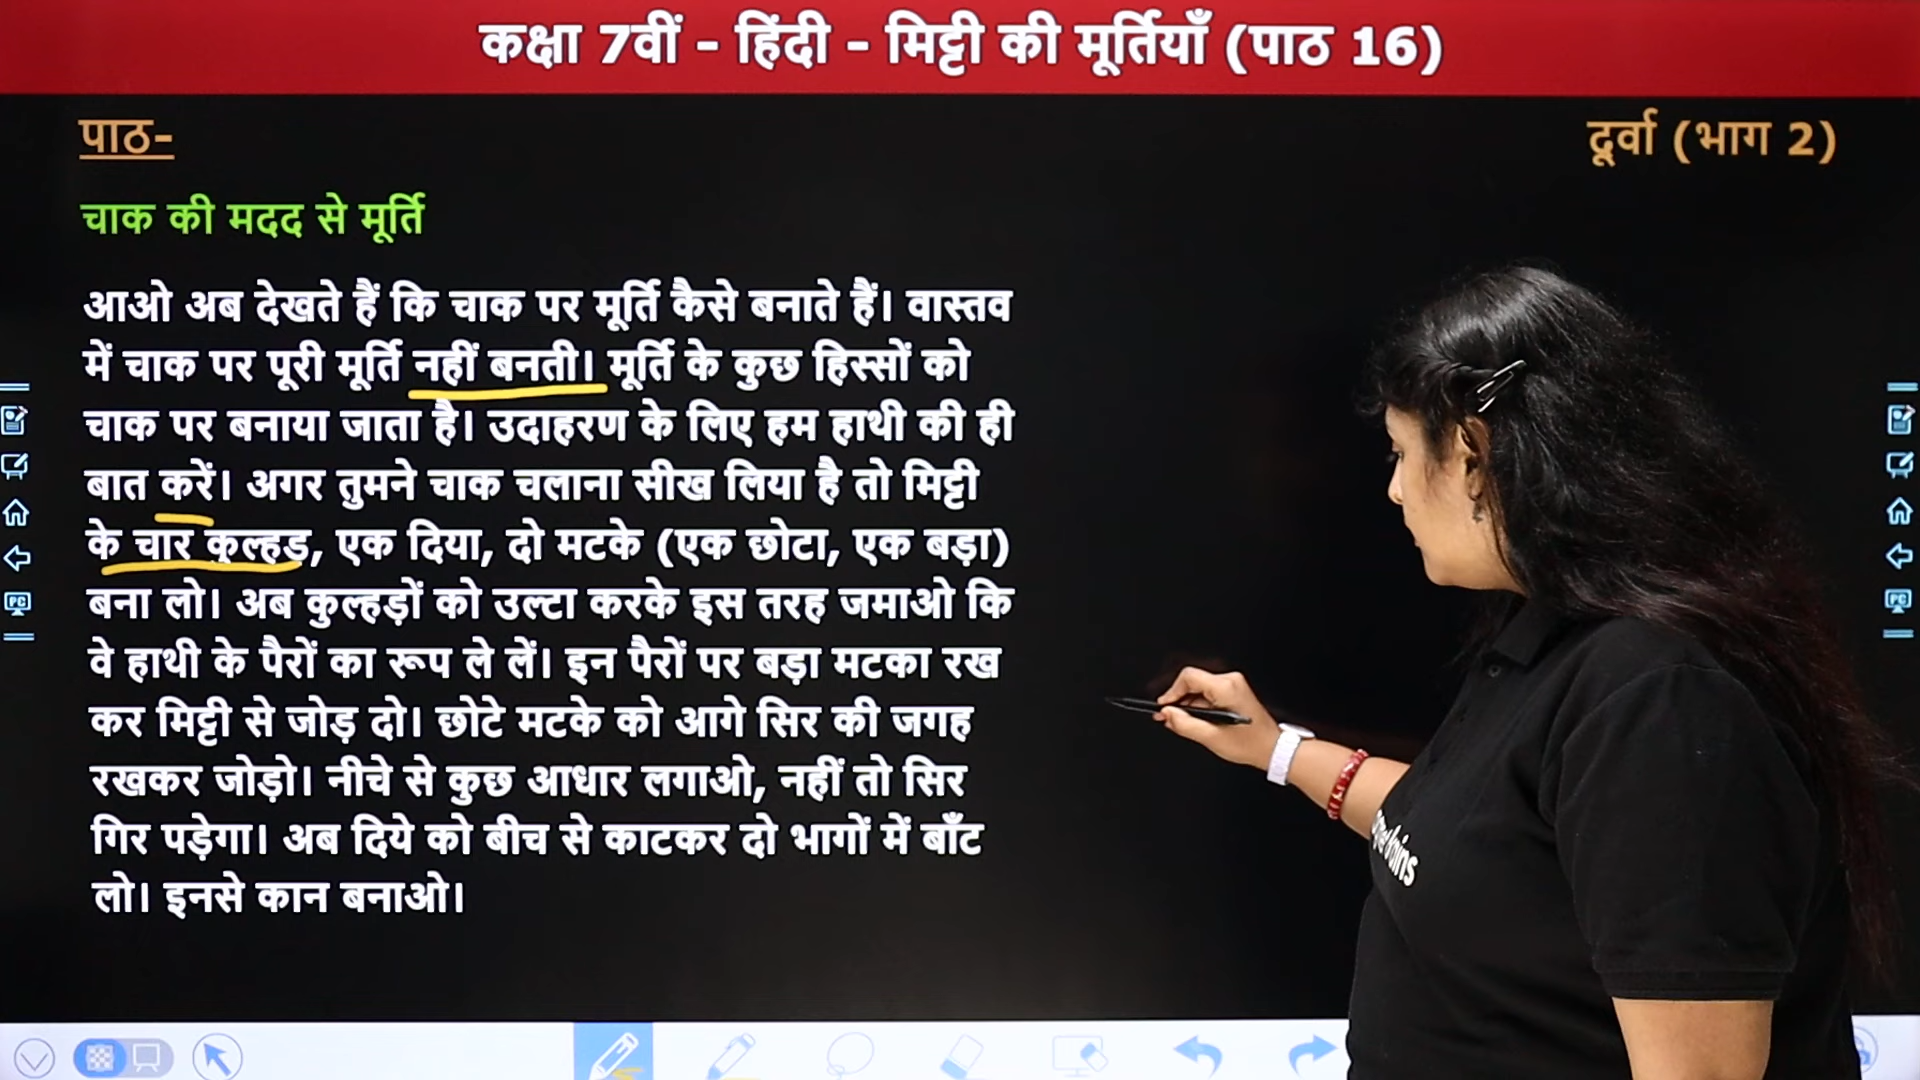 कक्षा 7वीं - हिंदी - मिट्टी की मूर्तियाँ (पाठ 16)
पाठ-
दूर्वा (भाग 2)
चाक की मदद से मूर्ति
आओ अब देखते हैं कि चाक पर मूर्ति कैसे बनाते हैं। वास्तव
में चाक पर पूरी मूर्ति नहीं बनती। मूर्ति के कुछ हिस्सों को
चाक पर बनाया जाता है। उदाहरण के लिए हम हाथी की ही
बात करें। अगर तुमने चाक चलाना सीख लिया है तो मिट्टी
के चार कुल्हड, एक दिया, दो मटके (एक छोटा, एक बड़ा)
बना लो। अब कुल्हड़ों को उल्टा करके इस तरह जमाओ कि
वे हाथी के पैरों का रूप ले लें। इन पैरों पर बड़ा मटका रख
कर मिट्टी से जोड़ दो। छोटे मटके को आगे सिर की जगह
रखकर जोड़ो। नीचे से कुछ आधार लगाओ, नहीं तो सिर
गिर पड़ेगा। अब दिये को बीच से काटकर दो भागों में बाँट
लो। इनसे कान बनाओ।
PC
PC